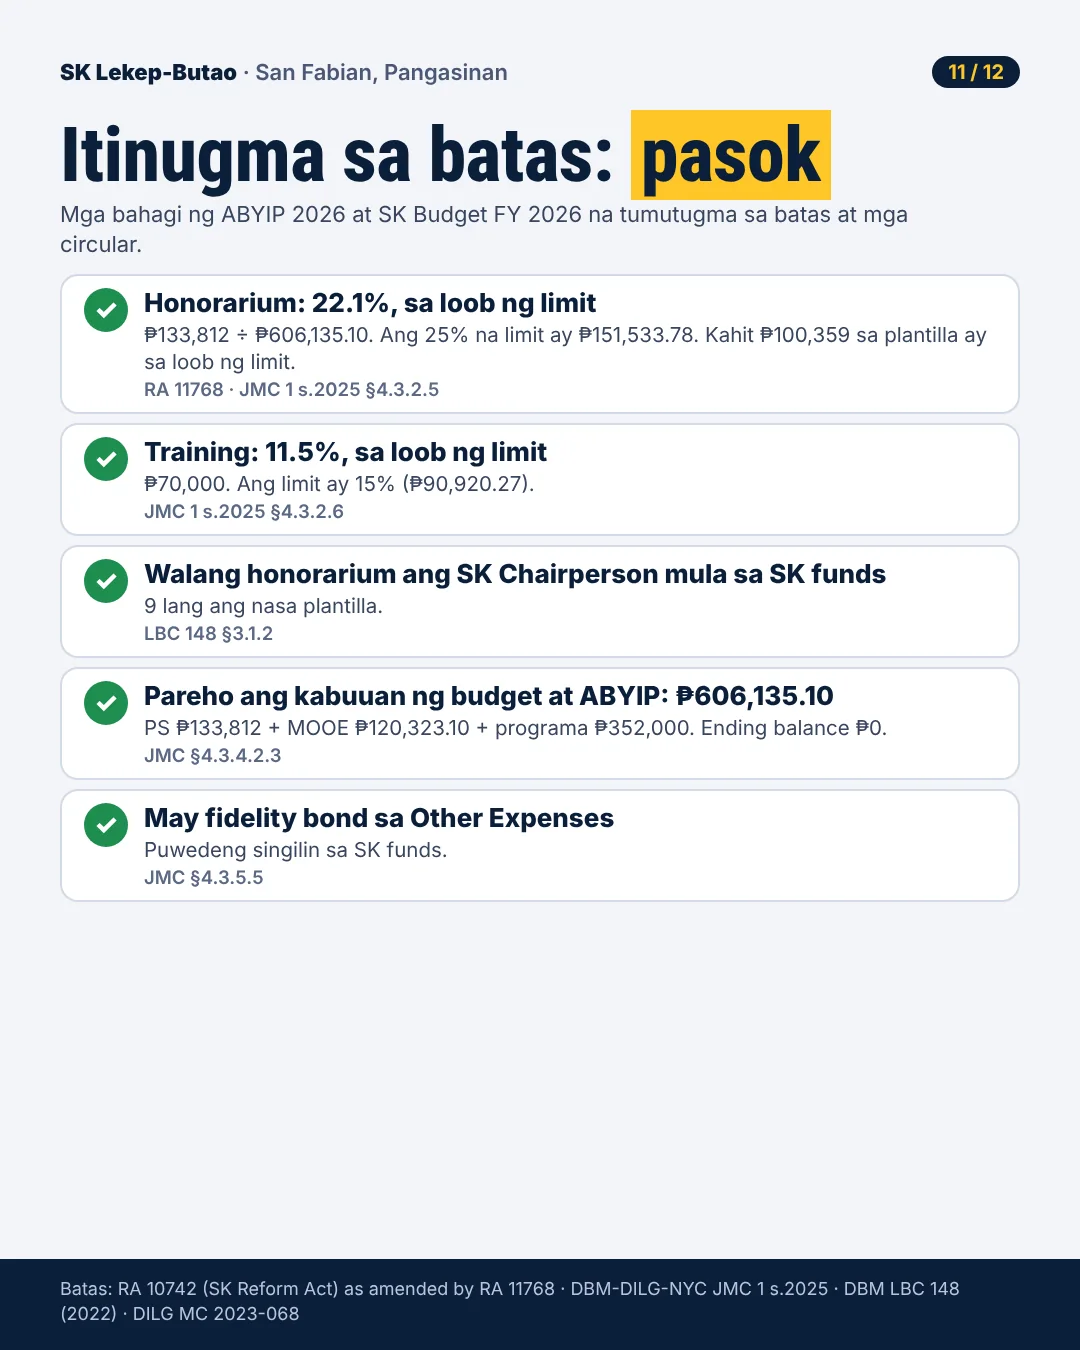 SK Lekep-Butao · San Fabian, Pangasinan
11 / 12
Itinugma sa batas: pasok
Mga bahagi ng ABYIP 2026 at SK Budget FY 2026 na tumutugma sa batas at mga
circular.
Honorarium: 22.1%, sa loob ng limit
₱133,812 ÷ ₱606,135.10. Ang 25% na limit ay ₱151,533.78. Kahit ₱100,359 sa plantilla ay
sa loob ng limit.
RA 11768 · JMC 1 s.2025 §4.3.2.5
Training: 11.5%, sa loob ng limit
₱70,000. Ang limit ay 15% (₱90,920.27).
JMC 1 s.2025 §4.3.2.6
Walang honorarium ang SK Chairperson mula sa SK funds
9 lang ang nasa plantilla.
LBC 148 §3.1.2
Pareho ang kabuuan ng budget at ABYIP: ₱606,135.10
PS ₱133,812 + MOOE ₱120,323.10 + programa ₱352,000. Ending balance ₱0.
JMC §4.3.4.2.3
May fidelity bond sa Other Expenses
Puwedeng singilin sa SK funds.
JMC §4.3.5.5
Batas: RA 10742 (SK Reform Act) as amended by RA 11768 · DBM-DILG-NYC JMC 1 s.2025 · DBM LBC 148
(2022) · DILG MC 2023-068